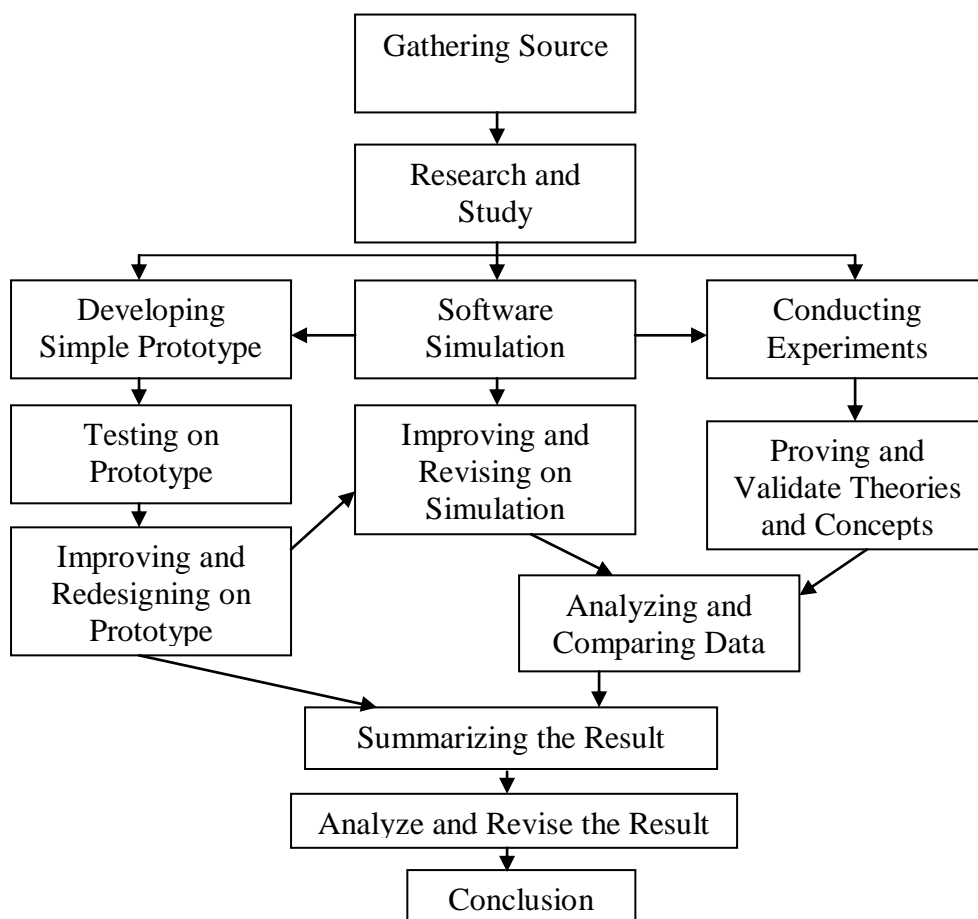 Gathering Source
Research and
Study
Developing
Simple Prototype
Software
Simulation
Conducting
Experiments
Testing on
Prototype
Improving and
Revising on
Simulation
Proving and
Validate Theories
and Concepts
Improving and
Redesigning on
Prototype
Analyzing and
Comparing Data
Summarizing the Result
Analyze and Revise the Result
Conclusion